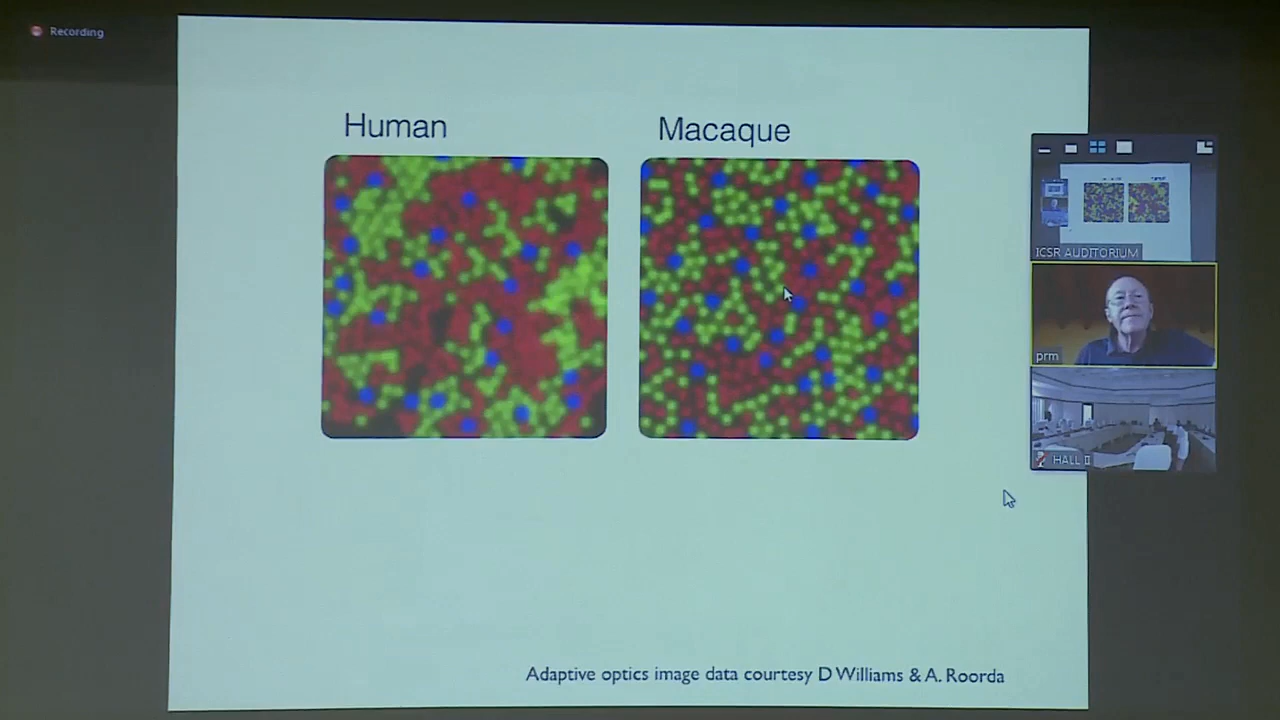 Recording
Human
Macaque
ICSR AUDITORIUM
prm
HALL II
Adaptive optics image data courtesy D Williams & A. Roorda